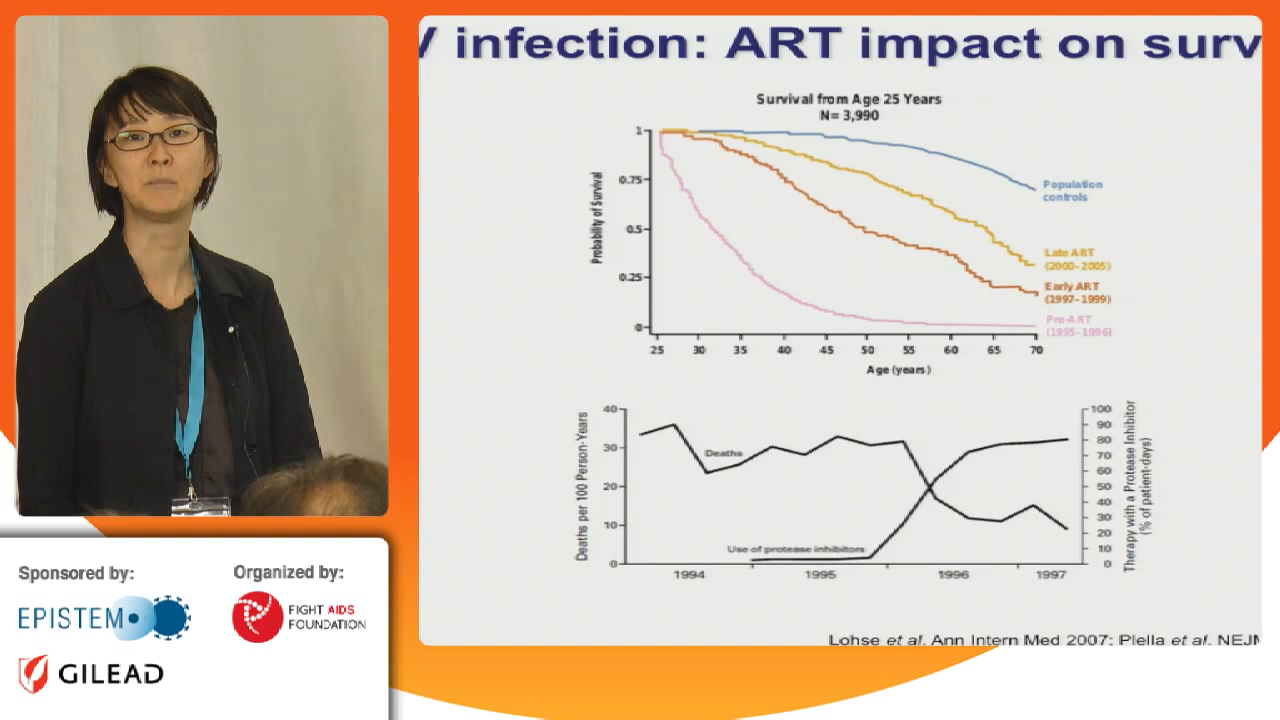 V infection: ART impact on surv
Survival from Age 25 Years
N= 3,990
Probability of Survival
1
0.75
0.5
0.25
0
Population
controls
Late ART
(2000–2005)
Early ART
(1997–1999)
Pre-ART
(1995–1996)
25 30 35 40 45 50 55 60 65 70
Age (years)
Deaths per 100 Person-Years
40
30
20
10
0
Deaths
Use of protease inhibitors
100
90
80
70
60
50
40
30
20
10
0
Therapy with a Protease Inhibitor
(% of patient-days)
1994 1995 1996 1997
Lohse et al. Ann Intern Med 2007; Plella et al. NEJM
Sponsored by:
EPISTEM
GILEAD
Organized by:
FIGHT AIDS
FOUNDATION